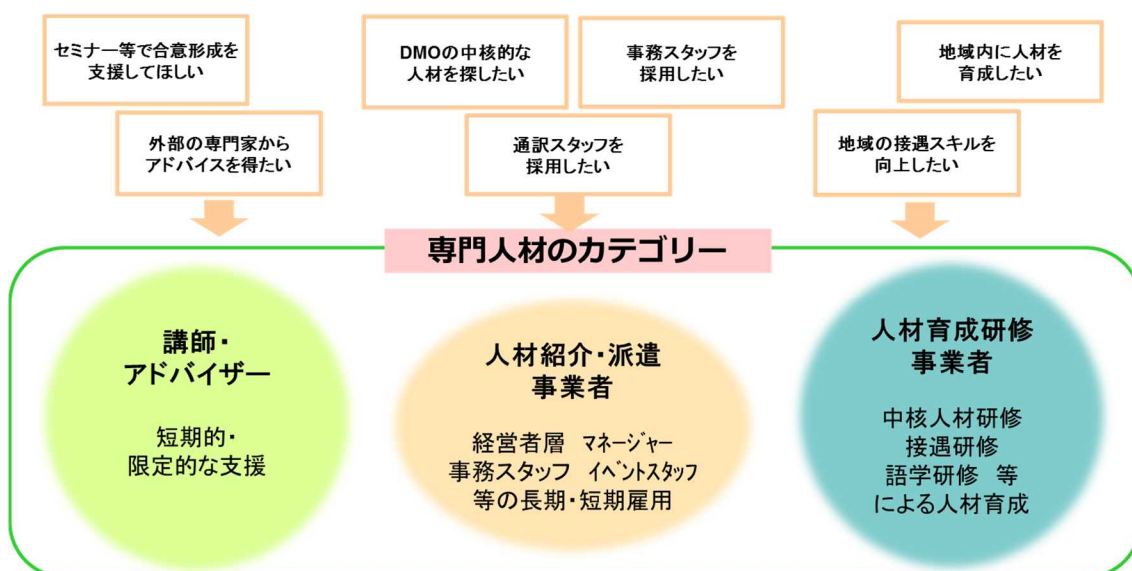 セミナー等で合意形成を
支援してほしい
DMOの中核的な
人材を探したい
事務スタッフを
採用したい
地域内に人材を
育成したい
外部の専門家から
アドバイスを得たい
通訳スタッフを
採用したい
地域の接遇スキルを
向上したい
専門人材のカテゴリー
講師・
アドバイザー
短期的・
限定的な支援
人材紹介・派遣
事業者
経営者層 マネージャー
事務スタッフ イベントスタッフ
等の長期・短期雇用
人材育成研修
事業者
中核人材研修
接遇研修
語学研修 等
による人材育成